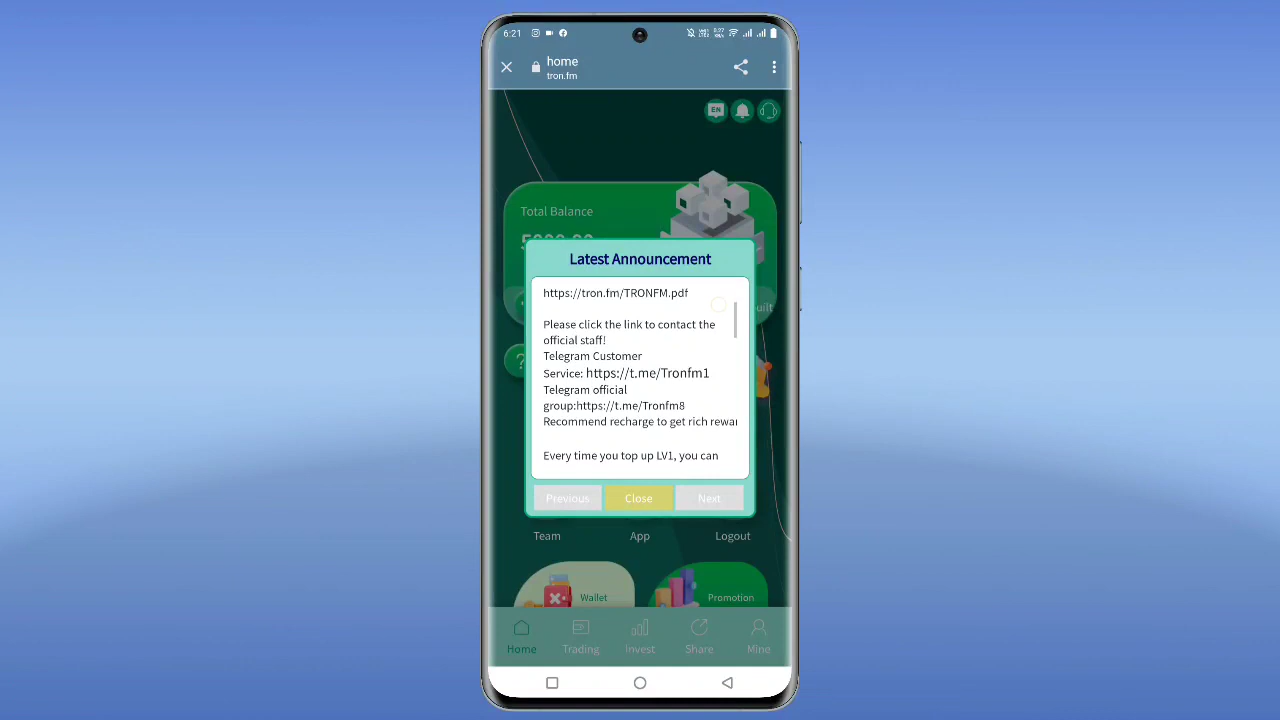 6:21
home
tron.fm
EN
Total Balance
Latest Announcement
https://tron.fm/TRONFM.pdf
Please click the link to contact the
official staff!
Telegram Customer
Service: https://t.me/Tronfm1
Telegram official
group:https://t.me/Tronfm8
Recommend recharge to get rich rewar
Every time you top up LV1, you can
Previous
Close
Next
Team
App
Logout
Wallet
Promotion
Home
Trading
Invest
Share
Mine